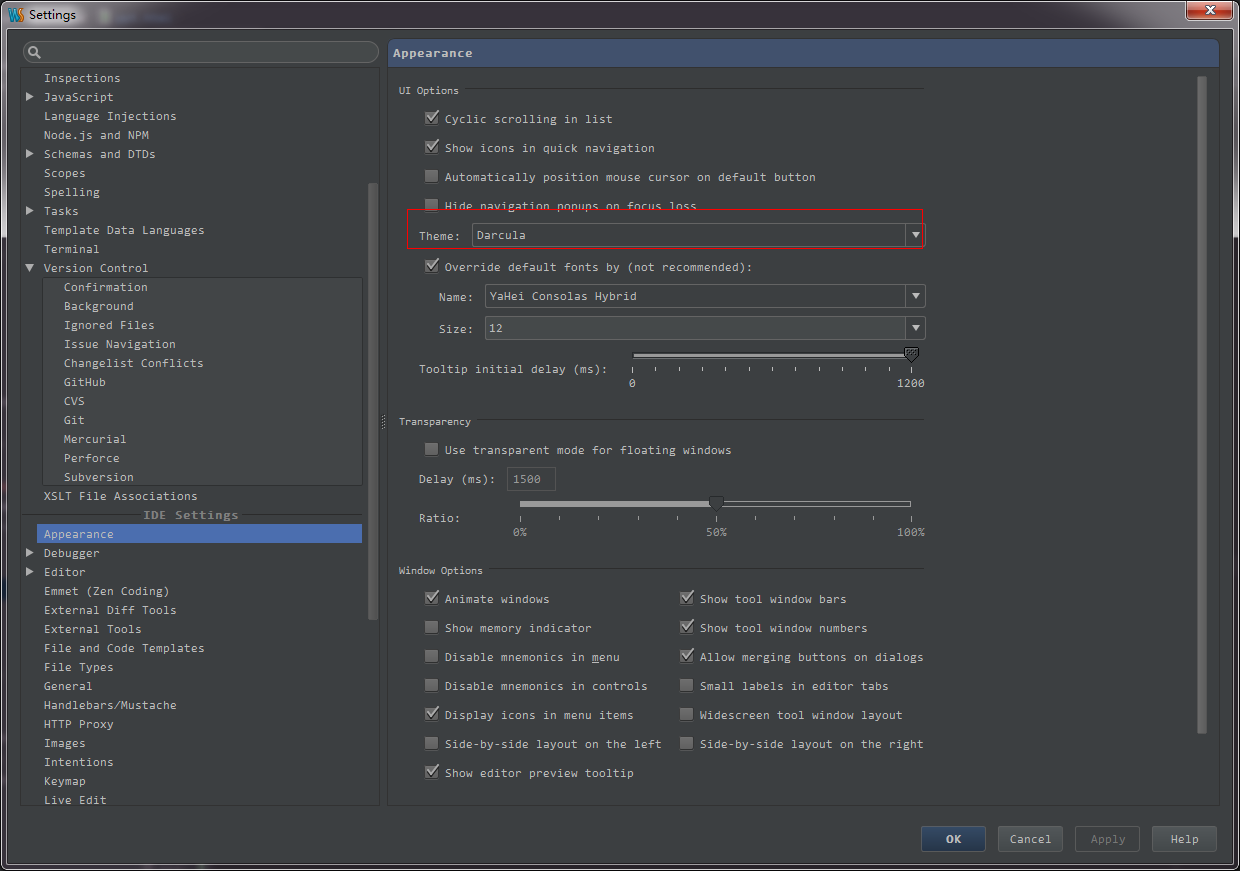 Settings
Inspections
JavaScript
Language Injections
Node.js and NPM
Schemas and DTDs
Scopes
Spelling
Tasks
Template Data Languages
Terminal
Version Control
Confirmation
Background
Ignored Files
Issue Navigation
Changelist Conflicts
GitHub
CVS
Git
Mercurial
Perforce
Subversion
XSLT File Associations
IDE Settings
Appearance
Debugger
Editor
Emmet (Zen Coding)
External Diff Tools
External Tools
File and Code Templates
File Types
General
Handlebars/Mustache
HTTP Proxy
Images
Intentions
Keymap
Live Edit
Appearance
UI Options
Cyclic scrolling in list
Show icons in quick navigation
Automatically position mouse cursor on default button
Hide navigation popups on focus loss
Theme: Darcula
Override default fonts by (not recommended):
Name: YaHei Consolas Hybrid
Size: 12
Tooltip initial delay (ms):
0 1200
Transparency
Use transparent mode for floating windows
Delay (ms): 1500
Ratio:
0% 50% 100%
Window Options
Animate windows Show tool window bars
Show memory indicator Show tool window numbers
Disable mnemonics in menu Allow merging buttons on dialogs
Disable mnemonics in controls Small labels in editor tabs
Display icons in menu items Widescreen tool window layout
Side-by-side layout on the left Side-by-side layout on the right
Show editor preview tooltip
OK Cancel Apply Help